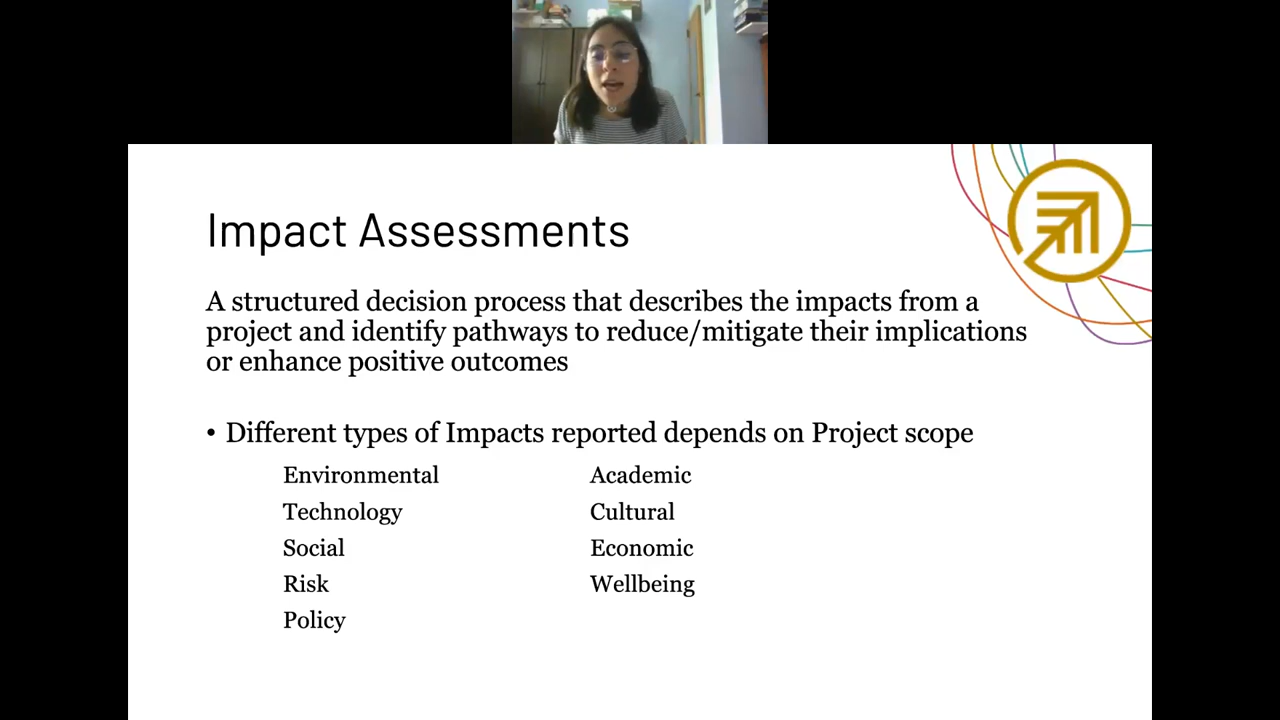 Impact Assessments
A structured decision process that describes the impacts from a
project and identify pathways to reduce/mitigate their implications
or enhance positive outcomes
• Different types of Impacts reported depends on Project scope
Environmental
Technology
Social
Risk
Policy
Academic
Cultural
Economic
Wellbeing